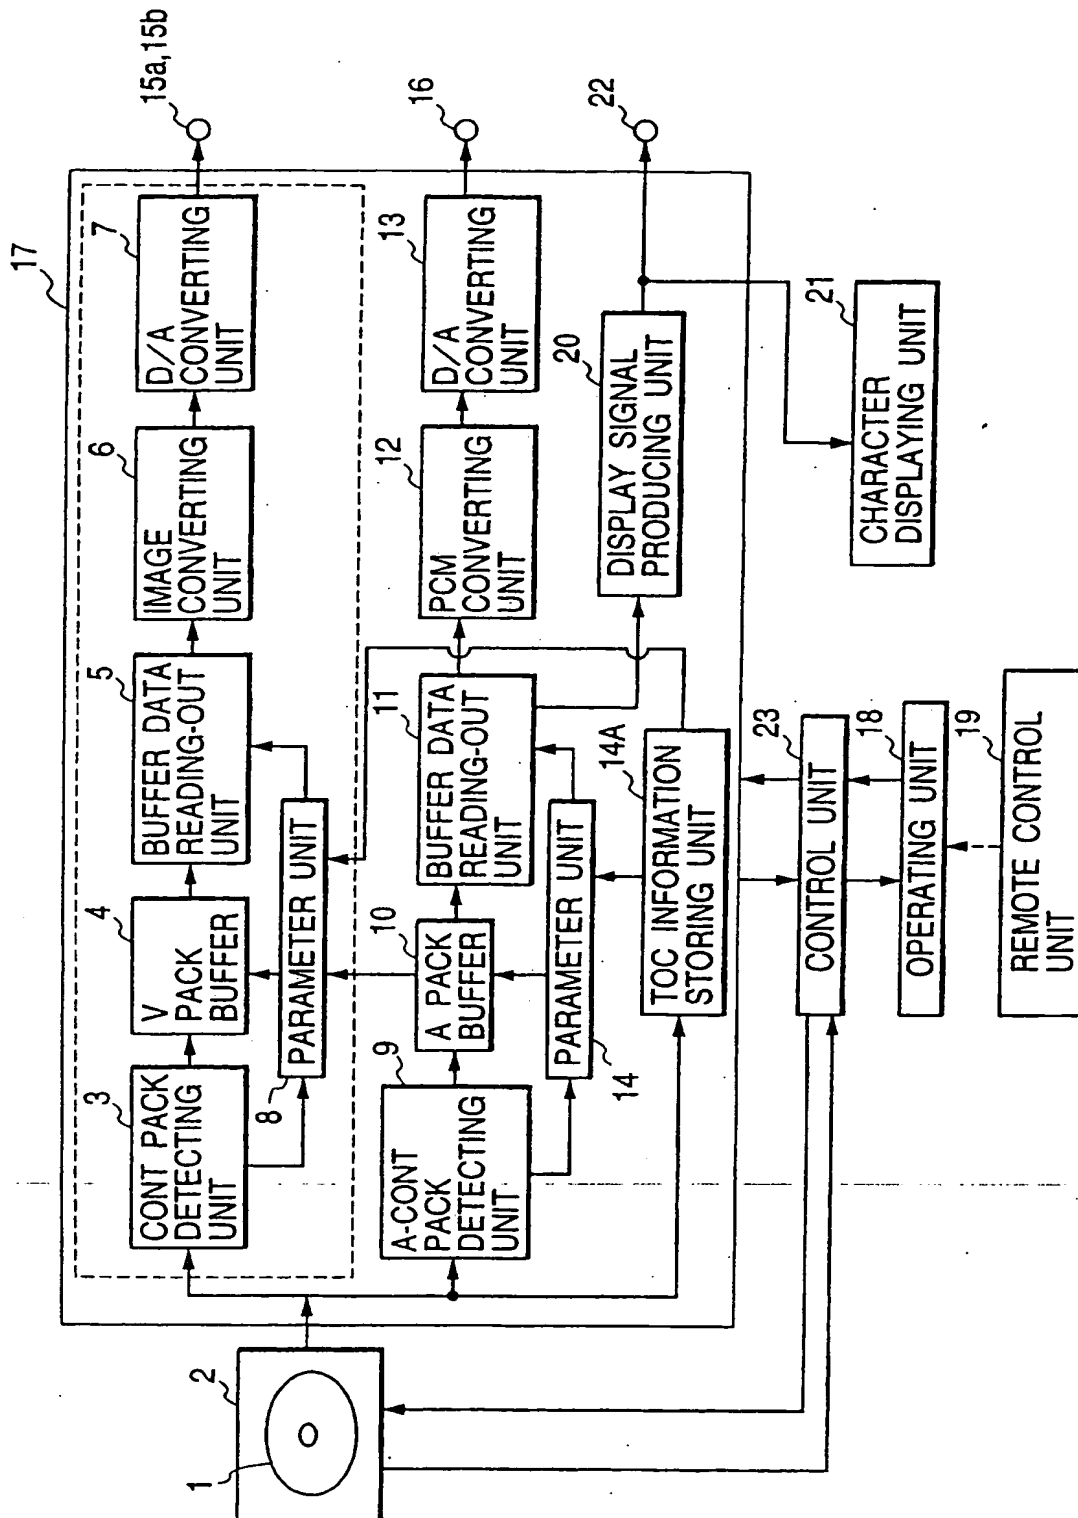 17
3
CONT PACK
DETECTING
UNIT
4
V
PACK
BUFFER
5
BUFFER DATA
READING-OUT
UNIT
6
IMAGE
CONVERTING
UNIT
7
D/A
CONVERTING
UNIT
15a,15b
8
PARAMETER UNIT
2
1
9
A-CONT
PACK
DETECTING
UNIT
10
A PACK
BUFFER
11
BUFFER DATA
READING-OUT
UNIT
12
PCM
CONVERTING
UNIT
13
D/A
CONVERTING
UNIT
16
14
PARAMETER UNIT
14A
TOC INFORMATION
STORING UNIT
20
DISPLAY SIGNAL
PRODUCING UNIT
22
21
CHARACTER
DISPLAYING UNIT
23
CONTROL UNIT
18
OPERATING UNIT
19
REMOTE CONTROL
UNIT